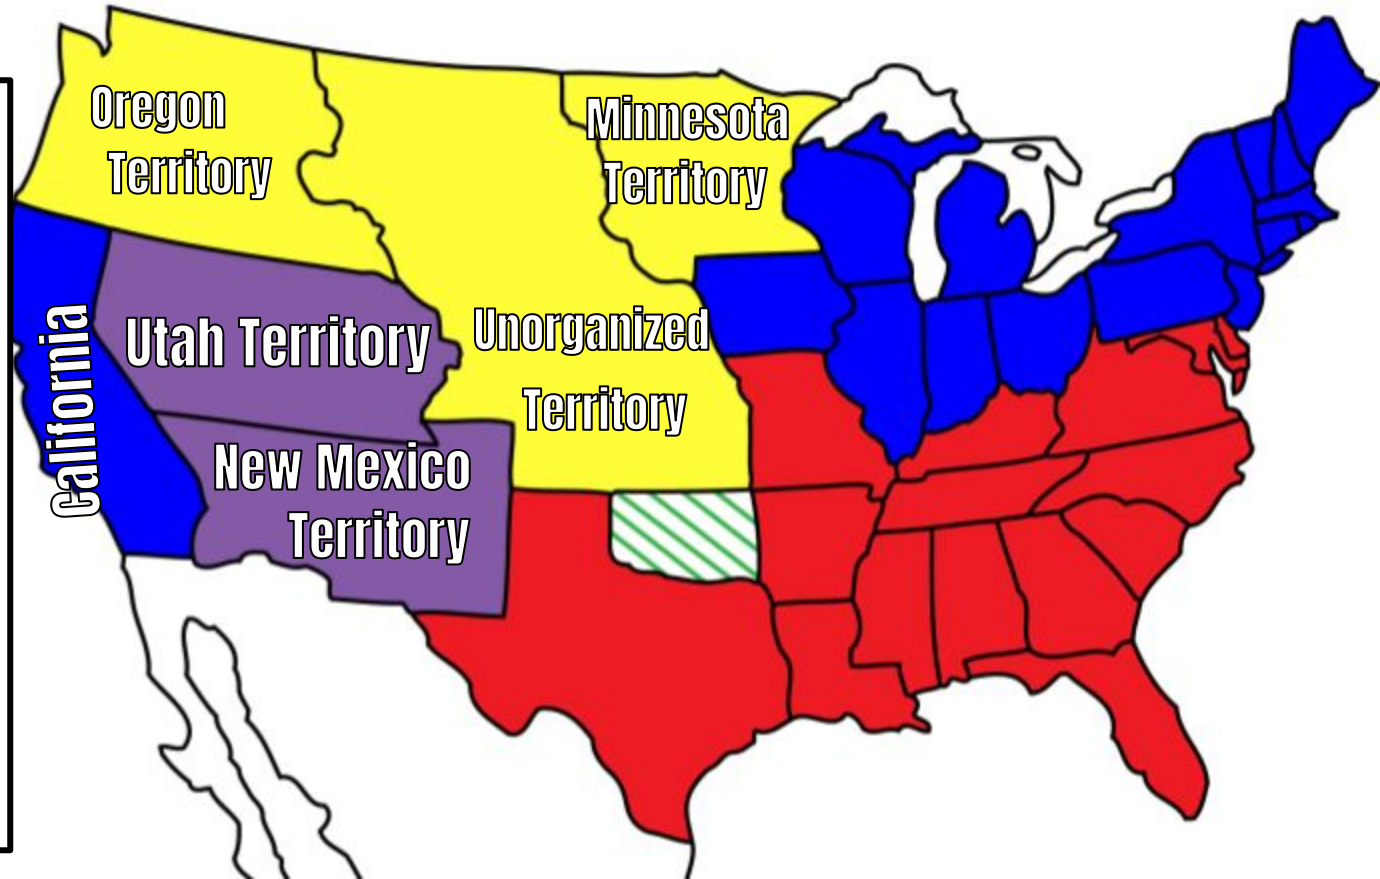 Oregon
Territory
Minnesota
Territory
California
Utah Territory
Unorganized
Territory
New Mexico
Territory